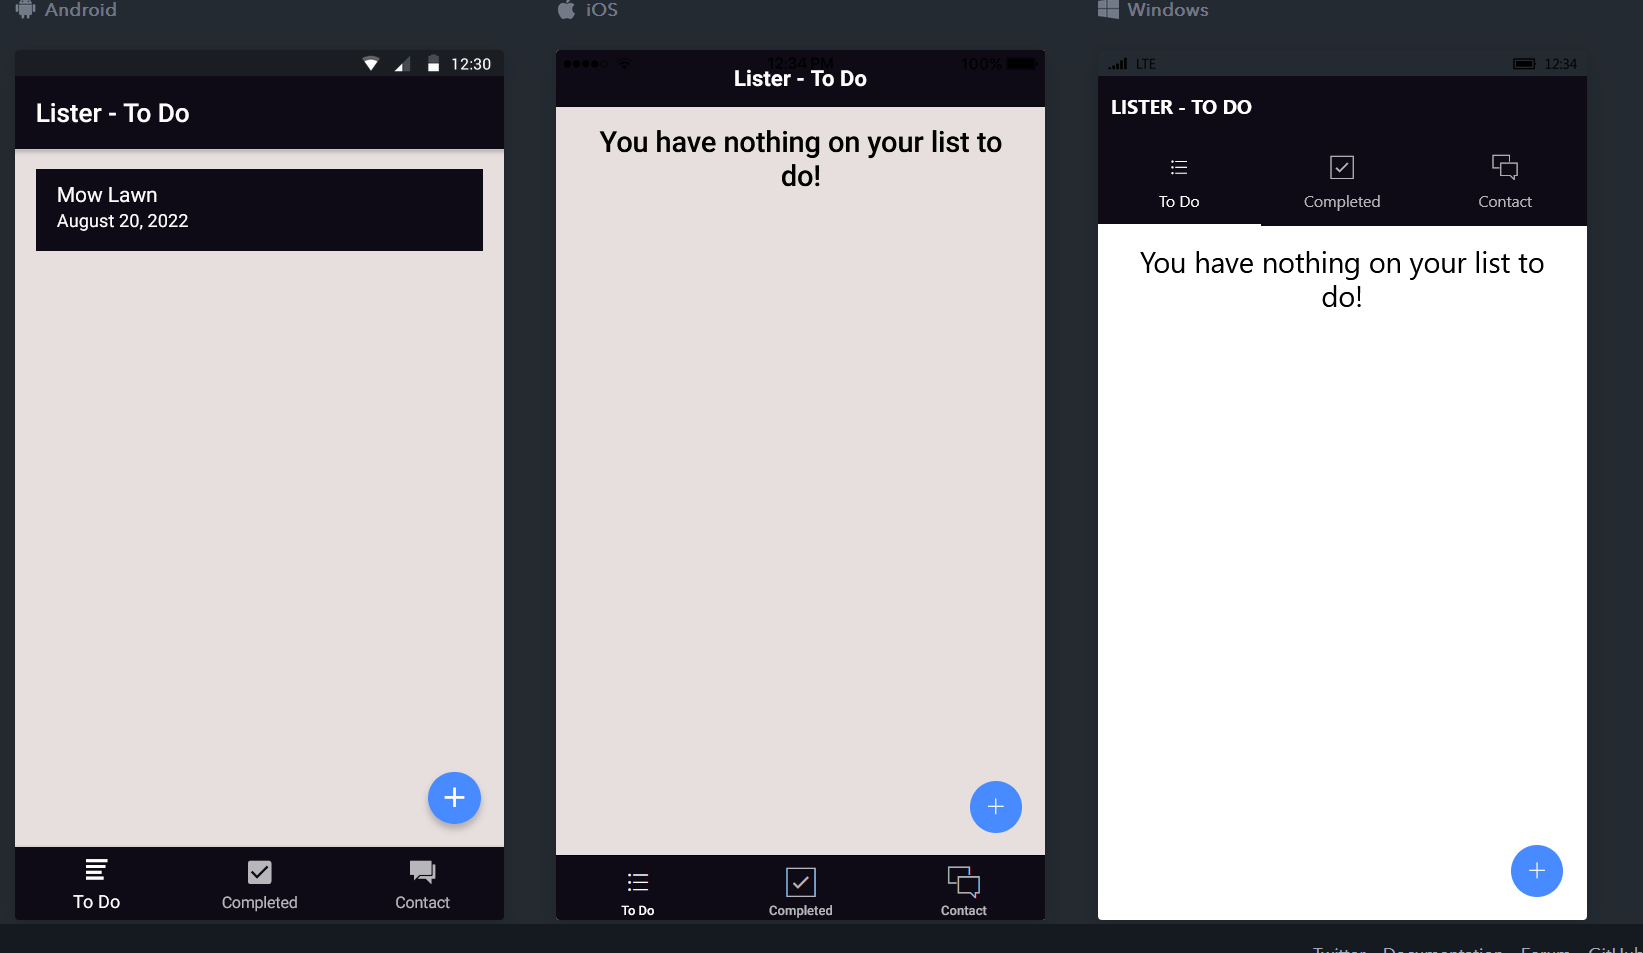 Android
12:30
Lister - To Do
Mow Lawn
August 20, 2022
To Do
Completed
Contact
iOS
12:34 PM
100%
Lister - To Do
You have nothing on your list to
do!
To Do
Completed
Contact
Windows
LTE
12:34
LISTER - TO DO
To Do
Completed
Contact
You have nothing on your list to
do!
Twitter Documentation Forum GitHub